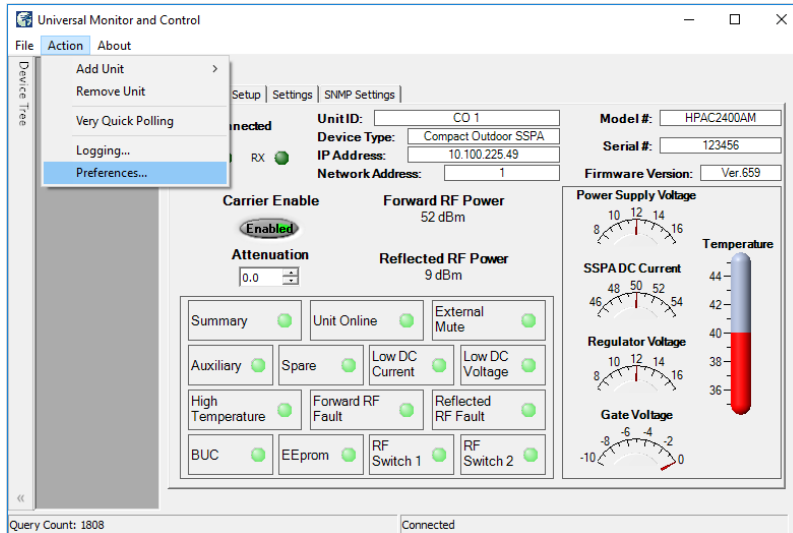 Universal Monitor and Control
File Action About
Device Tree
Add Unit
Remove Unit
Very Quick Polling
Logging...
Preferences...
Setup Settings SNMP Settings
RX
Unit ID: CO 1
Device Type: Compact Outdoor SSPA
IP Address: 10.100.225.49
Network Address: 1
Model #: HPAC2400AM
Serial #: 123456
Firmware Version: Ver.659
Carrier Enable
Enabled
Attenuation
0.0
Forward RF Power
52 dBm
Reflected RF Power
9 dBm
Summary
Unit Online
External
Mute
Auxiliary
Spare
Low DC
Current
Low DC
Voltage
High
Temperature
Forward RF
Fault
Reflected
RF Fault
BUC
EEprom
RF
Switch 1
RF
Switch 2
Power Supply Voltage
8 10 12 14 16
SSPA DC Current
46 48 50 52 54
Regulator Voltage
8 10 12 14 16
Gate Voltage
-10 -8 -6 -4 -2 0
Temperature
44
42
40
38
36
«
Query Count: 1808
Connected